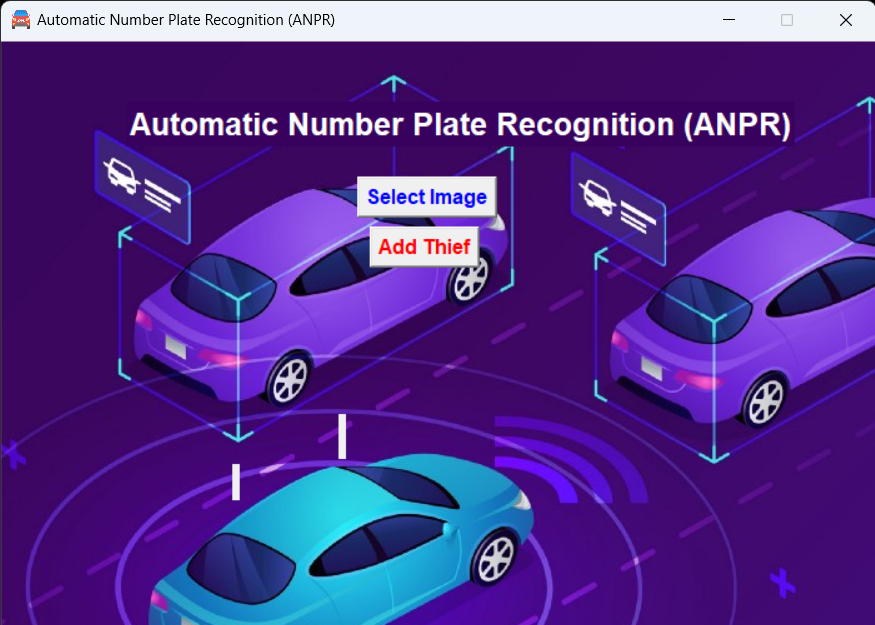 Automatic Number Plate Recognition (ANPR)
Automatic Number Plate Recognition (ANPR)
Select Image
Add Thief